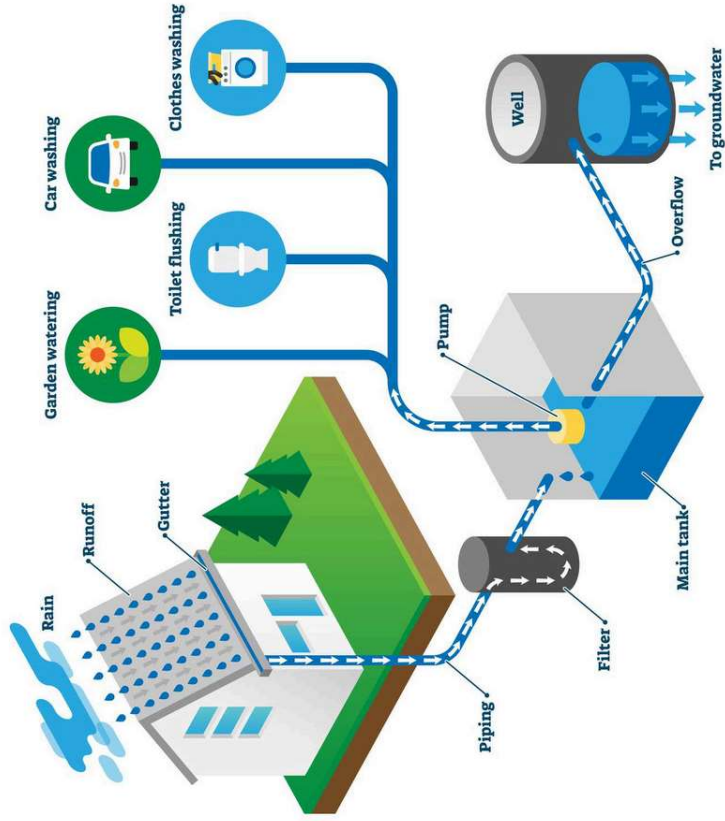 Rain
Runoff
Gutter
Garden watering
Toilet flushing
Car washing
Clothes washing
Piping
Filter
Main tank
Pump
Overflow
Well
To groundwater